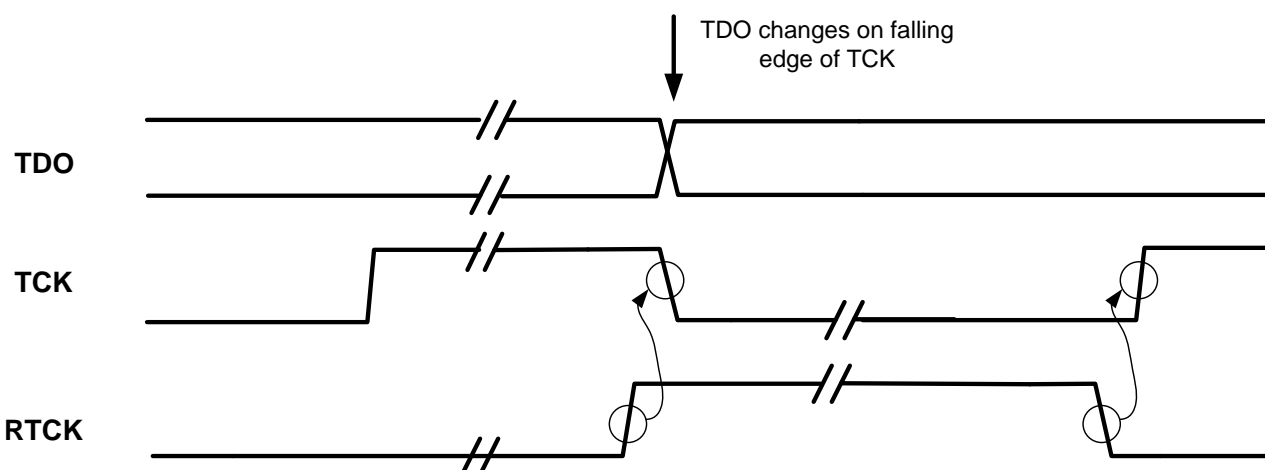 TDO changes on falling
edge of TCK
TDO
TCK
RTCK